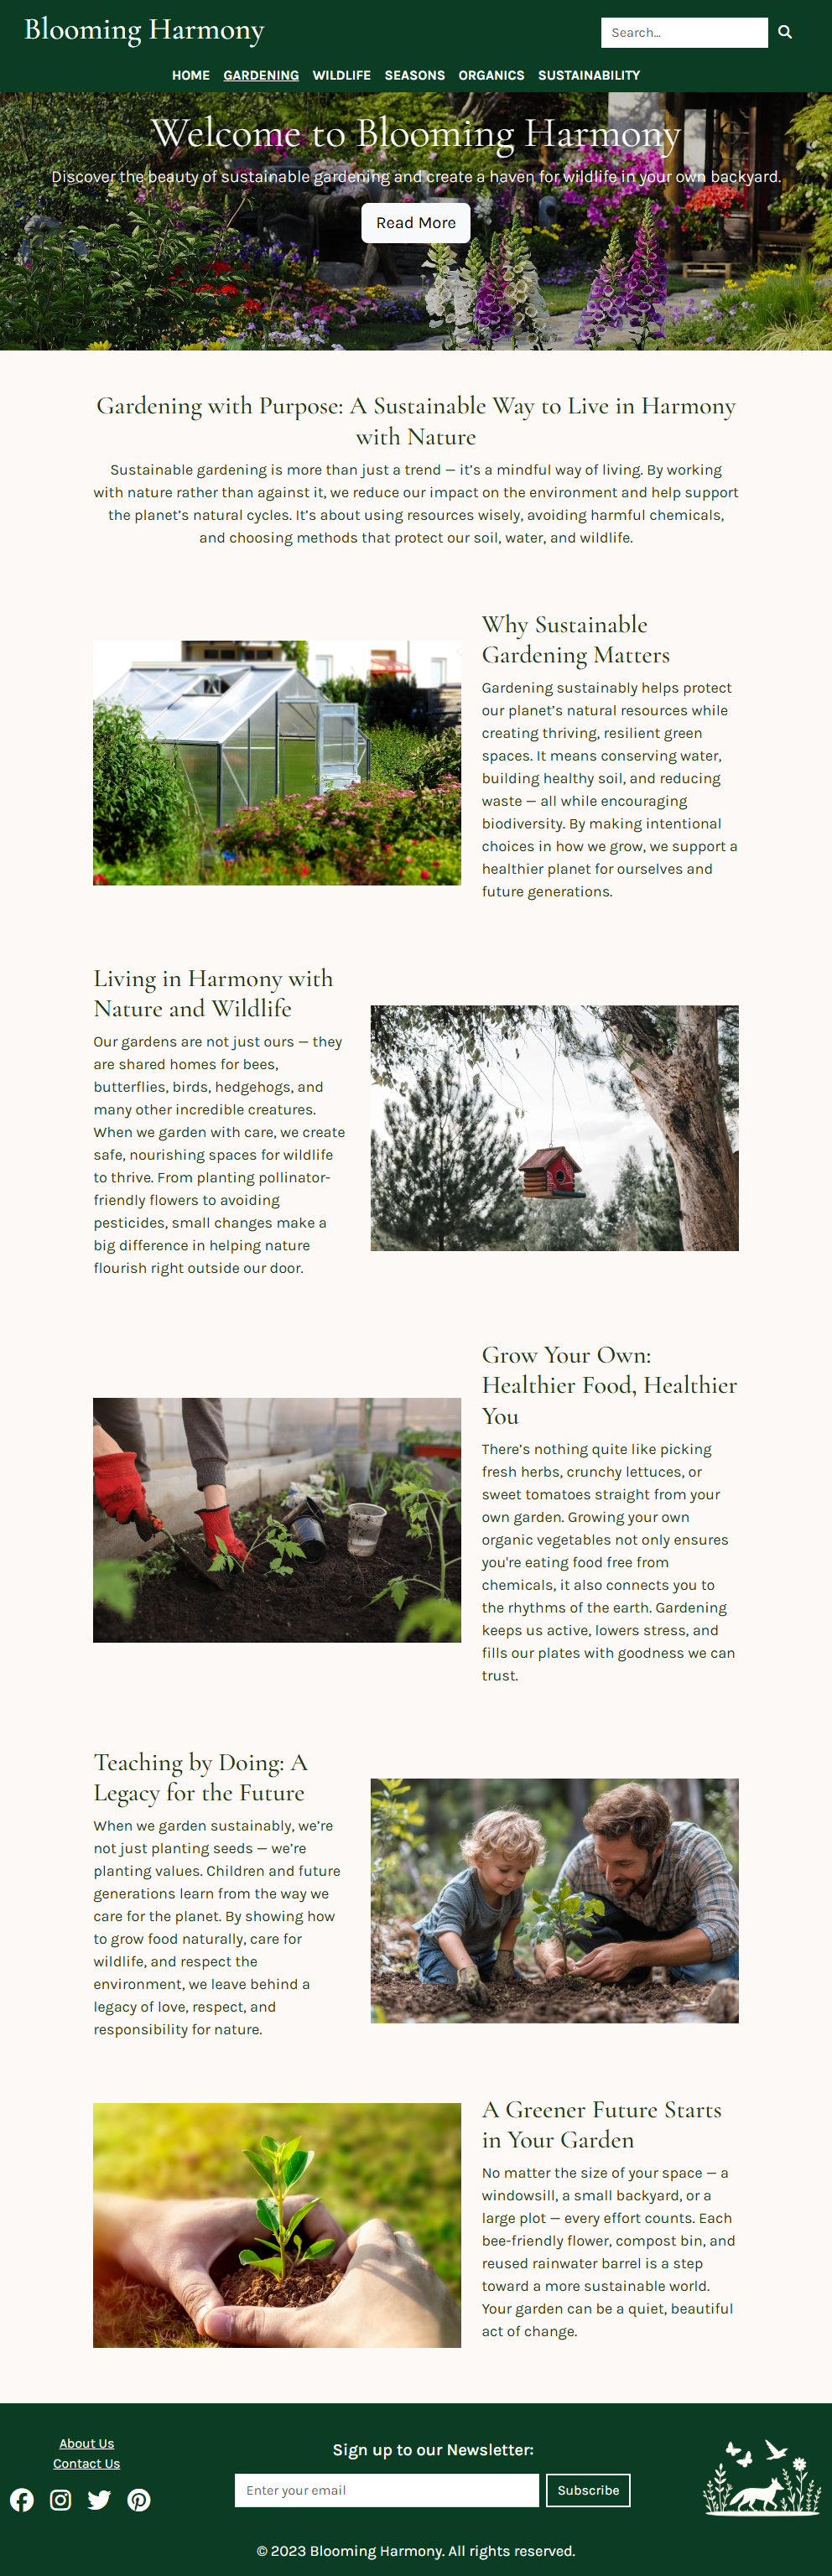 Blooming Harmony
Search...
HOME GARDENING WILDLIFE SEASONS ORGANICS SUSTAINABILITY
Welcome to Blooming Harmony
Discover the beauty of sustainable gardening and create a haven for wildlife in your own backyard.
Read More
Gardening with Purpose: A Sustainable Way to Live in Harmony
with Nature
Sustainable gardening is more than just a trend — it’s a mindful way of living. By working
with nature rather than against it, we reduce our impact on the environment and help support
the planet’s natural cycles. It’s about using resources wisely, avoiding harmful chemicals,
and choosing methods that protect our soil, water, and wildlife.
Why Sustainable
Gardening Matters
Gardening sustainably helps protect
our planet’s natural resources while
creating thriving, resilient green
spaces. It means conserving water,
building healthy soil, and reducing
waste — all while encouraging
biodiversity. By making intentional
choices in how we grow, we support a
healthier planet for ourselves and
future generations.
Living in Harmony with
Nature and Wildlife
Our gardens are not just ours — they
are shared homes for bees,
butterflies, birds, hedgehogs, and
many other incredible creatures.
When we garden with care, we create
safe, nourishing spaces for wildlife
to thrive. From planting pollinator-
friendly flowers to avoiding
pesticides, small changes make a
big difference in helping nature
flourish right outside our door.
Grow Your Own:
Healthier Food, Healthier
You
There’s nothing quite like picking
fresh herbs, crunchy lettuces, or
sweet tomatoes straight from your
own garden. Growing your own
organic vegetables not only ensures
you're eating food free from
chemicals, it also connects you to
the rhythms of the earth. Gardening
keeps us active, lowers stress, and
fills our plates with goodness we can
trust.
Teaching by Doing: A
Legacy for the Future
When we garden sustainably, we’re
not just planting seeds — we’re
planting values. Children and future
generations learn from the way we
care for the planet. By showing how
to grow food naturally, care for
wildlife, and respect the
environment, we leave behind a
legacy of love, respect, and
responsibility for nature.
A Greener Future Starts
in Your Garden
No matter the size of your space — a
windowsill, a small backyard, or a
large plot — every effort counts. Each
bee-friendly flower, compost bin, and
reused rainwater barrel is a step
toward a more sustainable world.
Your garden can be a quiet, beautiful
act of change.
About Us
Contact Us
Sign up to our Newsletter:
Enter your email
Subscribe
© 2023 Blooming Harmony. All rights reserved.